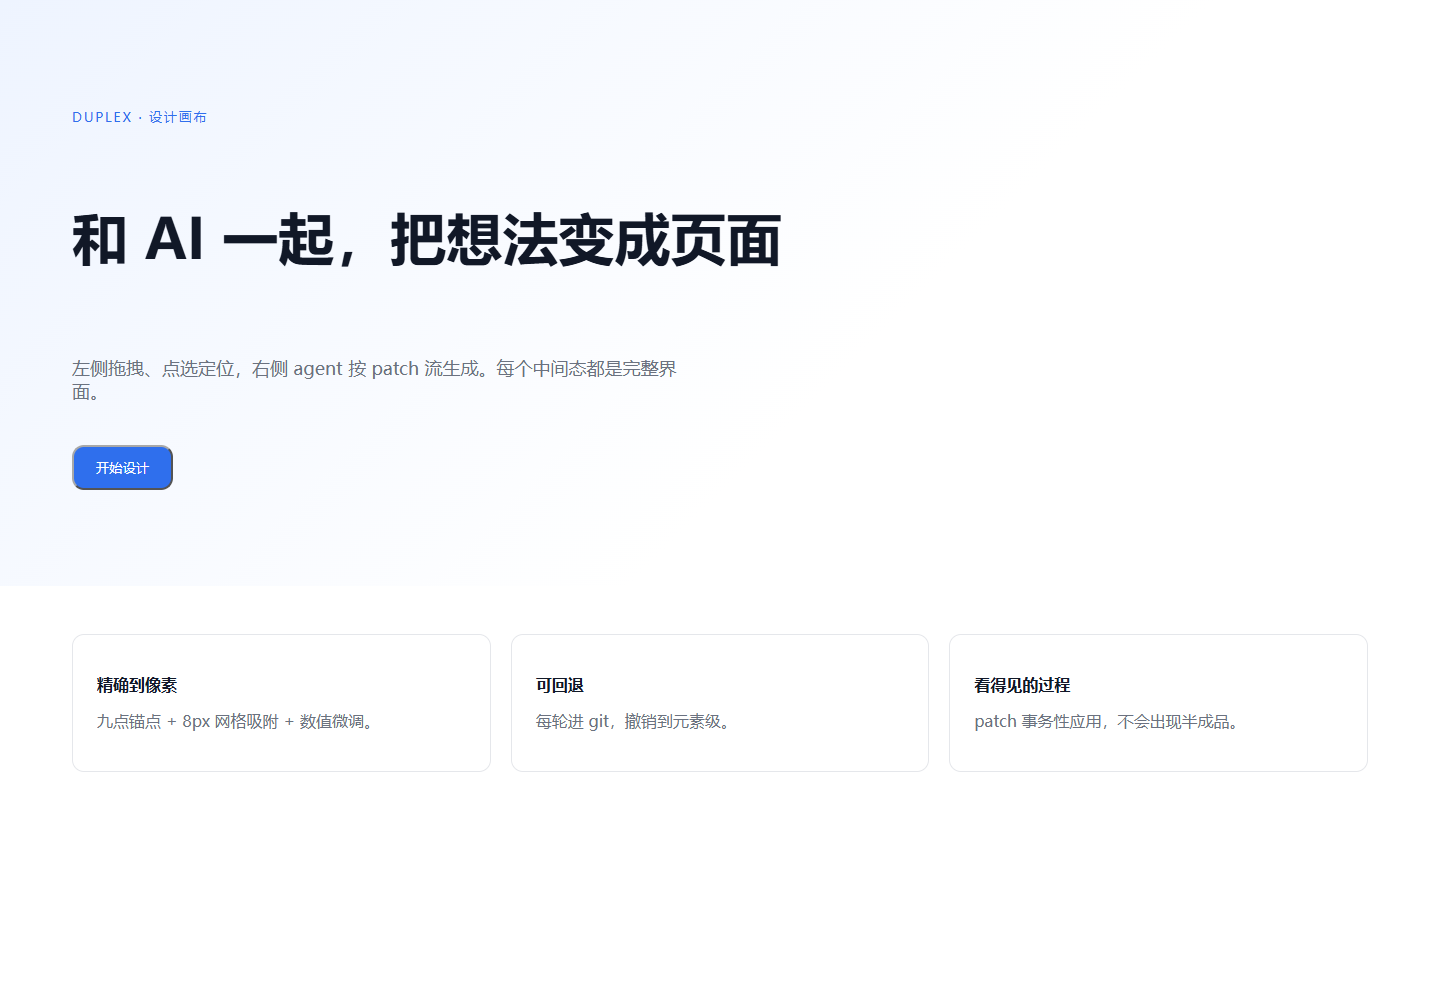 DUPLEX · 设计画布
和 AI 一起，把想法变成页面
左侧拖拽、点选定位，右侧 agent 按 patch 流生成。每个中间态都是完整界
面。
开始设计
精确到像素
九点锚点 + 8px 网格吸附 + 数值微调。
可回退
每轮进 git，撤销到元素级。
看得见的过程
patch 事务性应用，不会出现半成品。